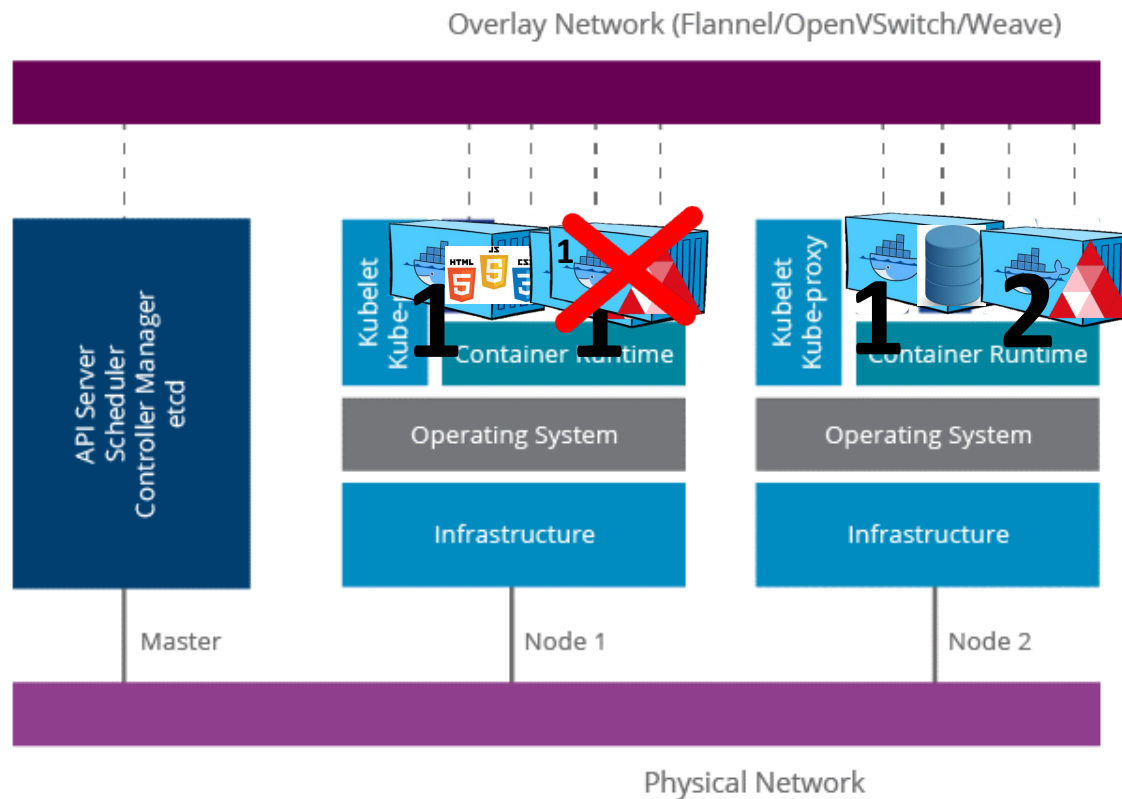 Overlay Network (Flannel/OpenVSwitch/Weave)
API Server
Scheduler
Controller Manager
etcd
Kubelet
Kube-
HTML
JS
CSS
5
5
1
1
1
Container Runtime
Operating System
Infrastructure
Kubelet
Kube-proxy
1
2
Container Runtime
Operating System
Infrastructure
Master
Node 1
Node 2
Physical Network